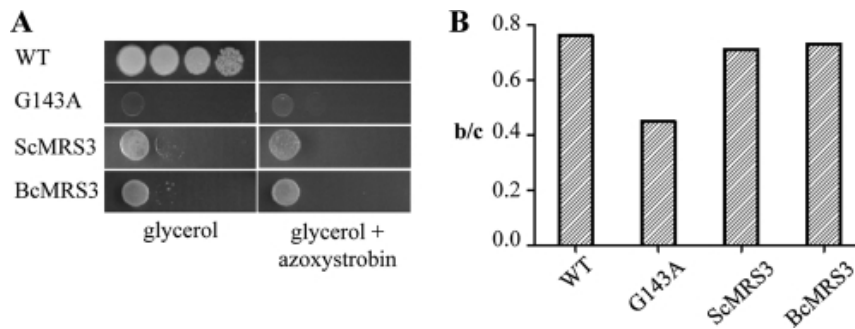 A
WT
G143A
ScMRS3
BcMRS3
glycerol
glycerol +
azoxystrobin
B
b/c
0.8
0.6
0.4
0.2
0.0
WT
G143A
ScMRS3
BcMRS3